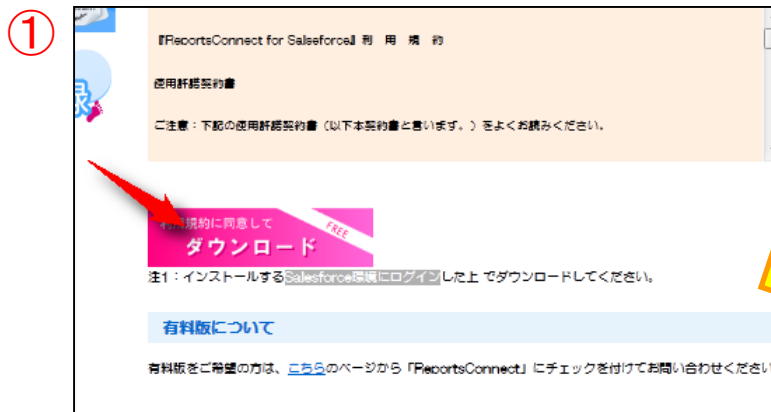 ①
『ReportsConnect for Saleseforce』利 用 規 約
使用許諾契約書
ご注意：下記の使用許諾契約書（以下本契約書と言います。）をよくお読みください。
録
利用規約に同意して
FREE
ダウンロード
注1：インストールするSalesforce環境にログインした上 でダウンロードしてください。
有料版について
有料版をご希望の方は、こちらのページから「ReportsConnect」にチェックを付けてお問い合わせください